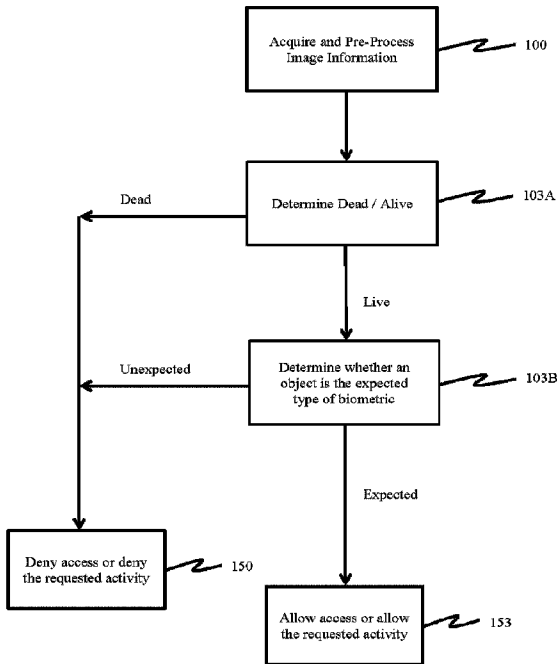 Acquire and Pre-Process
Image Information
100
Determine Dead / Alive
103A
Dead
Live
Determine whether an
object is the expected
type of biometric
103B
Unexpected
Expected
Deny access or deny
the requested activity
150
Allow access or allow
the requested activity
153